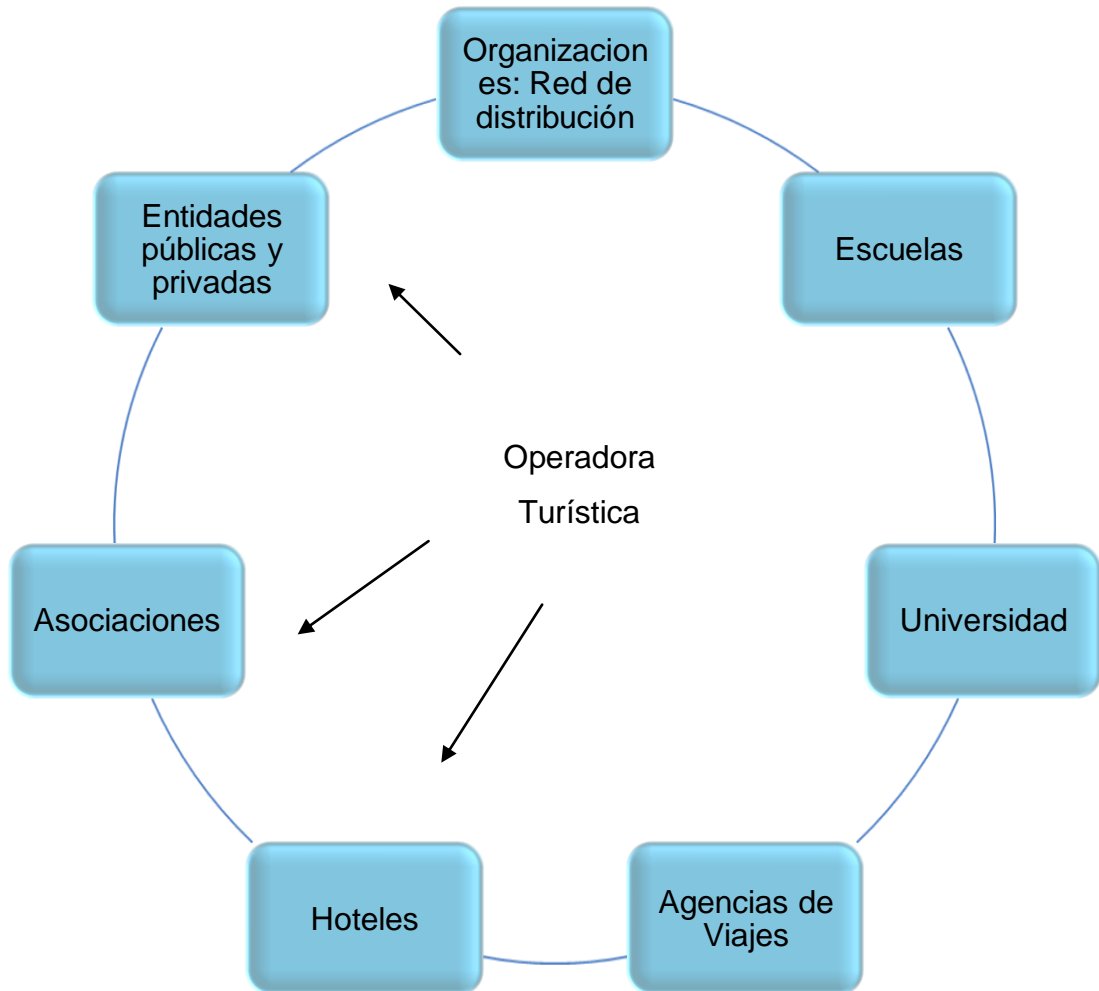 Organizacion
es: Red de
distribución
Entidades
públicas y
privadas
Escuelas
Operadora
Turística
Asociaciones
Universidad
Hoteles
Agencias de
Viajes